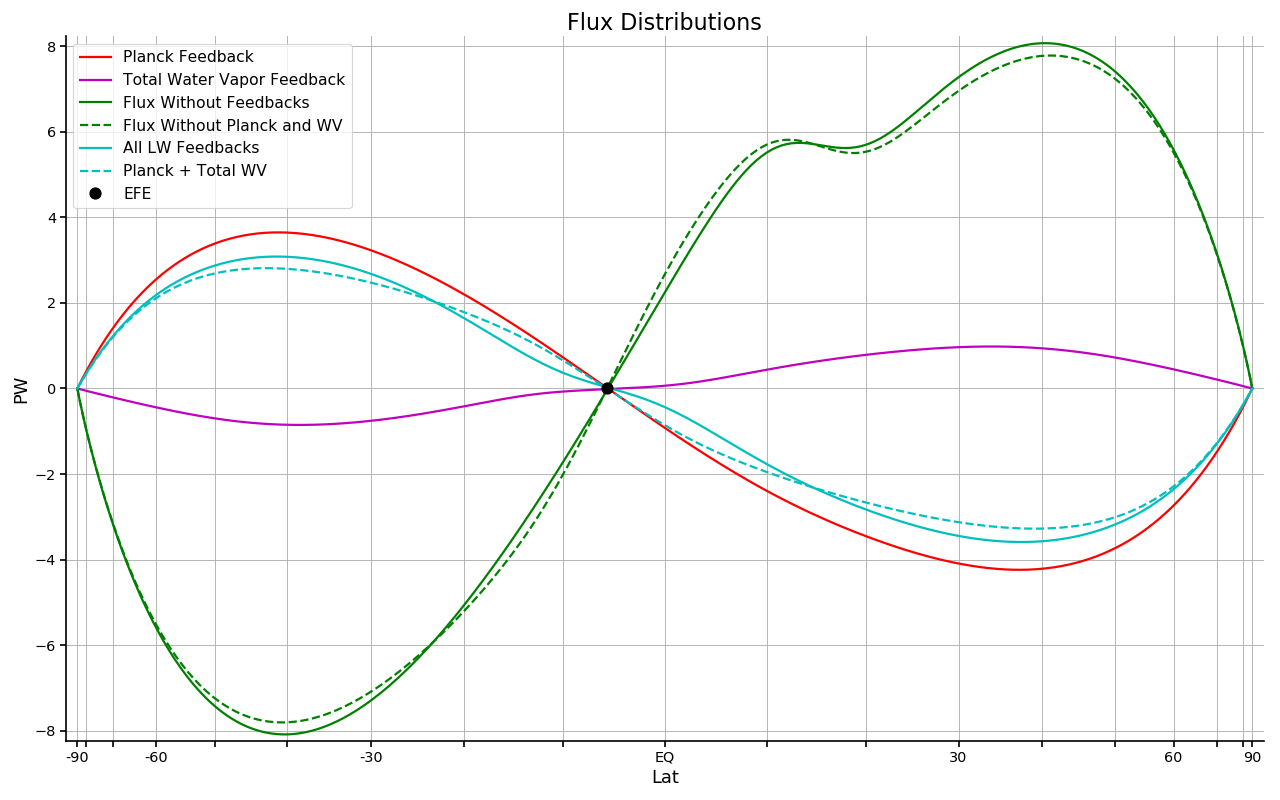 Flux Distributions
Planck Feedback
Total Water Vapor Feedback
Flux Without Feedbacks
Flux Without Planck and WV
All LW Feedbacks
Planck + Total WV
EFE
PW
8
6
4
2
0
−2
−4
−6
−8
-90 -60 -30 EQ 30 60 90
Lat